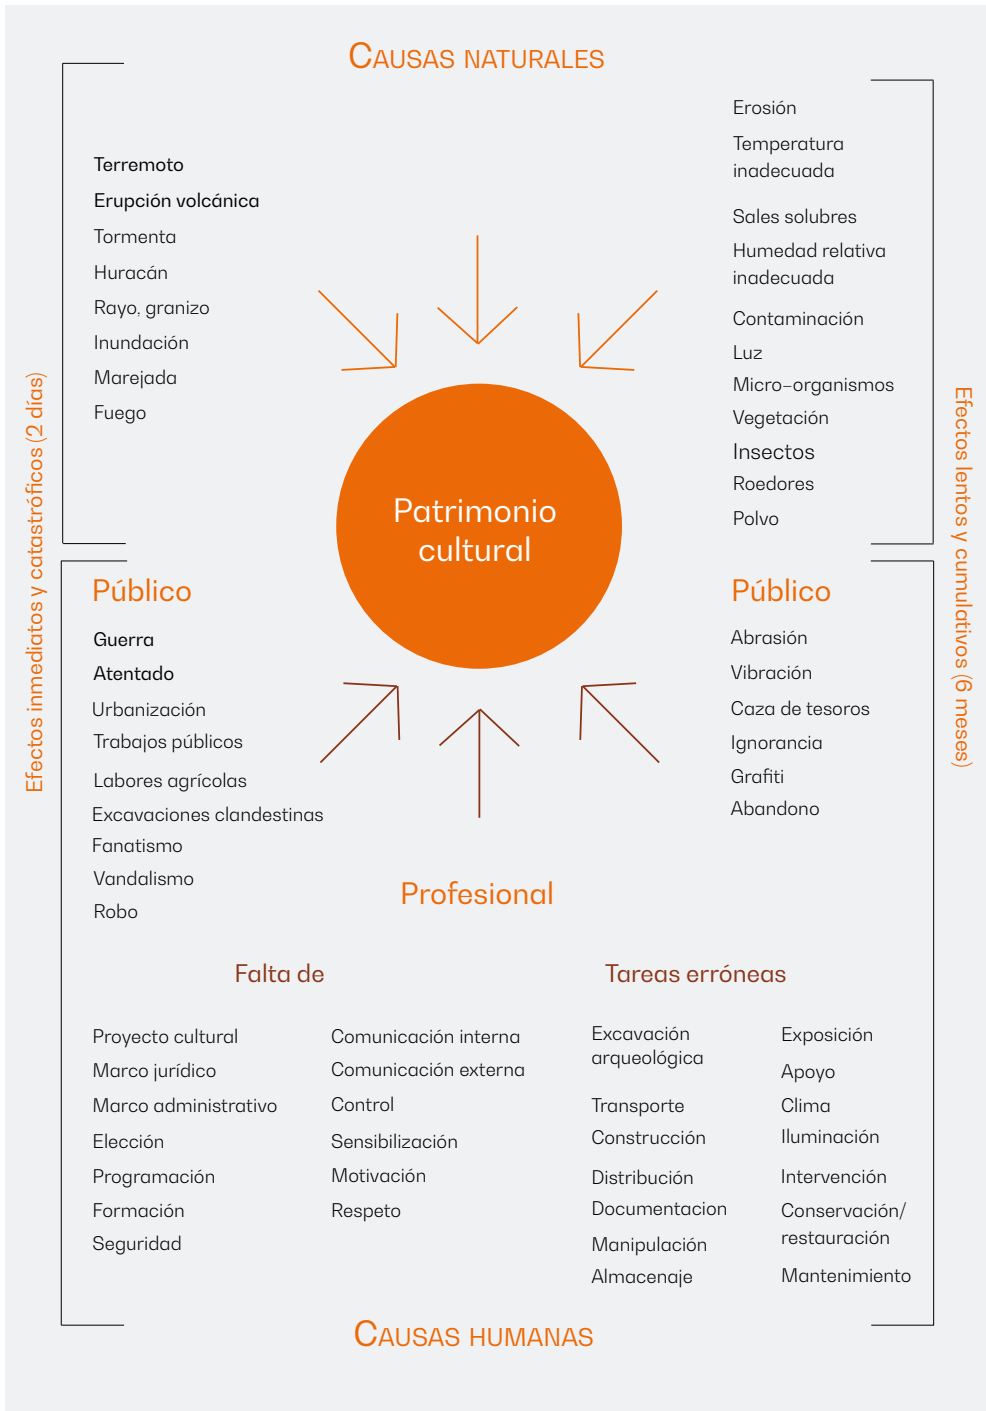 Causas naturales
Terremoto
Erupción volcánica
Tormenta
Huracán
Rayo, granizo
Inundación
Marejada
Fuego
Erosión
Temperatura
inadecuada
Sales solubres
Humedad relativa
inadecuada
Contaminación
Luz
Micro-organismos
Vegetación
Insectos
Roedores
Polvo
Efectos inmediatos y catastróficos (2 días)
Patrimonio
cultural
Efectos lentos y cumulativos (6 meses)
Público
Guerra
Atentado
Urbanización
Trabajos públicos
Labores agrícolas
Excavaciones clandestinas
Fanatismo
Vandalismo
Robo
Público
Abrasión
Vibración
Caza de tesoros
Ignorancia
Grafiti
Abandono
Profesional
Falta de
Proyecto cultural
Marco jurídico
Marco administrativo
Elección
Programación
Formación
Seguridad
Comunicación interna
Comunicación externa
Control
Sensibilización
Motivación
Respeto
Tareas erróneas
Excavación
arqueológica
Transporte
Construcción
Distribución
Documentacion
Manipulación
Almacenaje
Exposición
Apoyo
Clima
Iluminación
Intervención
Conservación/
restauración
Mantenimiento
Causas humanas